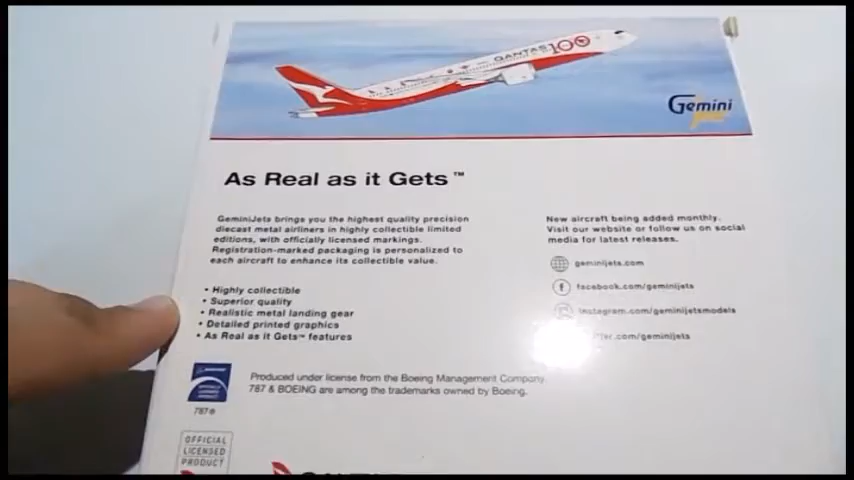 QANTAS 100
Gemini
Jets
As Real as it Gets™
GeminiJets brings you the highest quality precision
diecast metal airliners in highly collectible limited
editions, with officially licensed markings.
Registration-marked packaging is personalized to
each aircraft to enhance its collectible value.
• Highly collectible
• Superior quality
• Realistic metal landing gear
• Detailed printed graphics
• As Real as it Gets™ features
New aircraft being added monthly.
Visit our website or follow us on social
media for latest releases.
geminijets.com
facebook.com/geminijets
instagram.com/geminijetsmodels
.com/geminijets
Produced under license from the Boeing Management Company.
787 & BOEING are among the trademarks owned by Boeing.
787®
OFFICIAL
LICENSED
PRODUCT